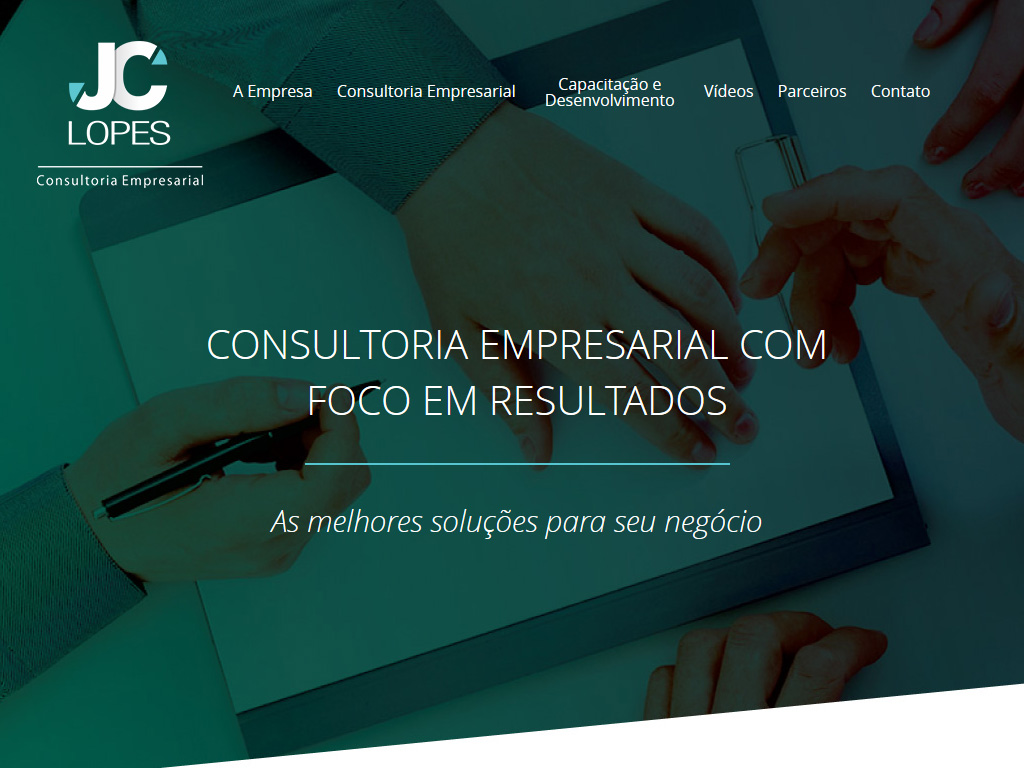 JC
LOPES
Consultoria Empresarial
A Empresa
Consultoria Empresarial
Capacitação e
Desenvolvimento
Vídeos
Parceiros
Contato
CONSULTORIA EMPRESARIAL COM
FOCO EM RESULTADOS
As melhores soluções para seu negócio